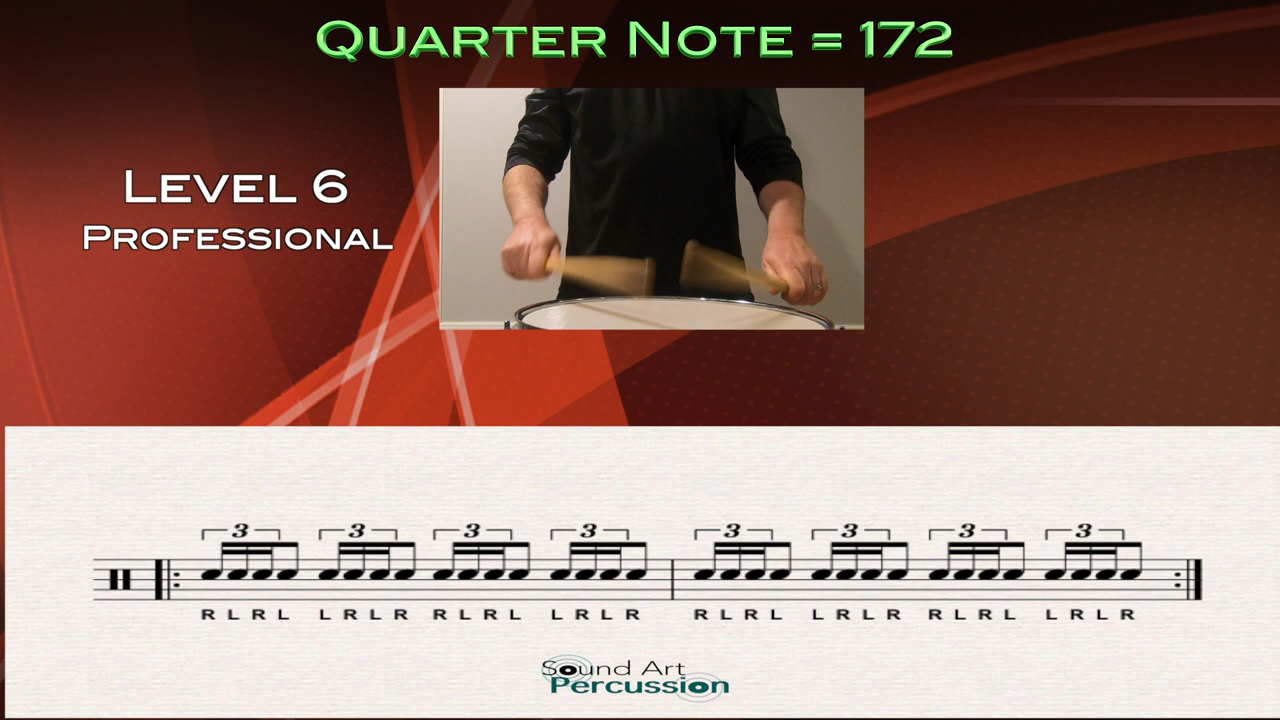 QUARTER NOTE = 172
LEVEL 6
PROFESSIONAL
3 3 3 3 3 3 3 3
R L R L L R L R R L R L L R L R R L R L L R L R R L R L L R L R
Sound Art
Percussion